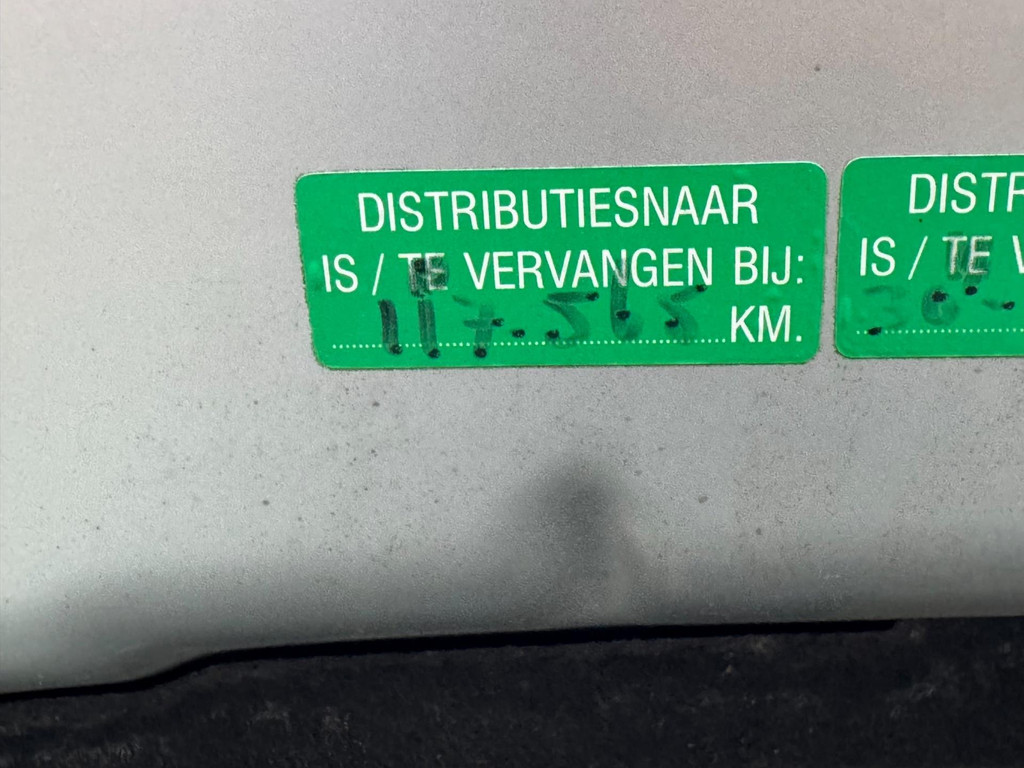 DISTRIBUTIESNAAR
IS / TE VERVANGEN BIJ:
117.565 KM.
DISTR
IS / TE V